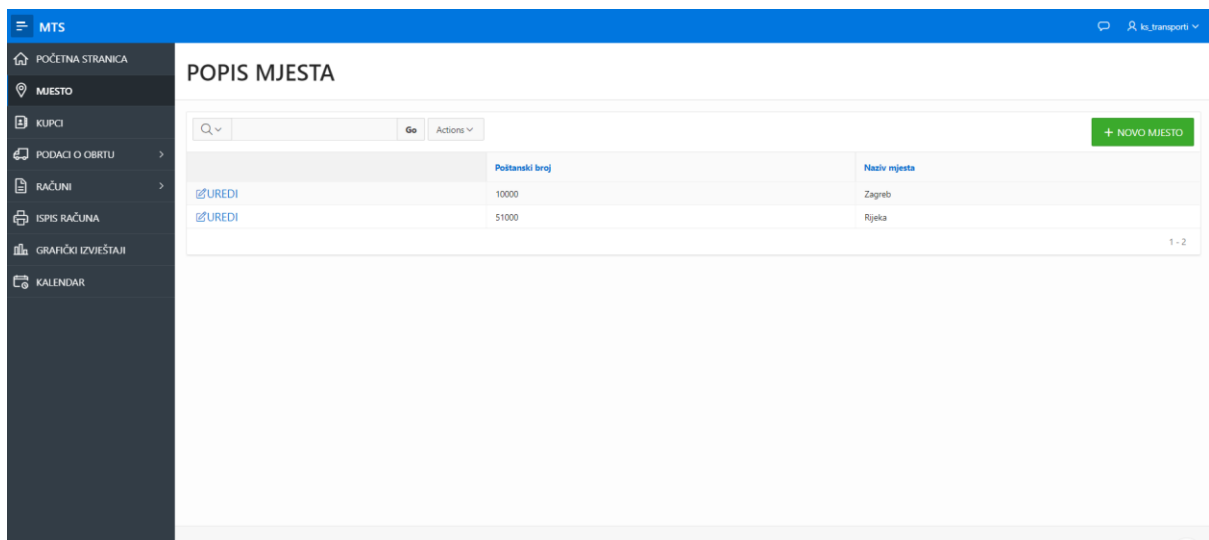 MTS
ks_transporti
POČETNA STRANICA
MJESTO
KUPCI
PODACI O OBRTU
RAČUNI
ISPIS RAČUNA
GRAFIČKI IZVJEŠTAJI
KALENDAR
POPIS MJESTA
Go Actions
+ NOVO MJESTO
Poštanski broj Naziv mjesta
UREDI 10000 Zagreb
UREDI 51000 Rijeka
1 - 2